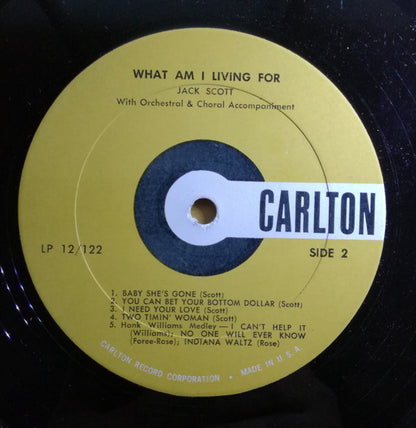 WHAT AM I LIViNG FOR
JACK SCOTT
With Orchestral & Choral Accompaniment
CARLTON
LP 12/122
SIDE 2
1. BABY SHE'S GONE (Scott)
2. YOU CAN BET YOUR BOTTOM DOLLAR (Scott)
3. I NEED YOUR LOVE (Scott)
4. TWO TIMIN' WOMAN (Scott)
5. Hank Williams Medley — I CAN'T HELP IT
(Williams); NO ONE WILL EVER KNOW
(Foree-Rose); INDIANA WALTZ (Rose)
CARLTON RECORD CORPORATION • MADE IN U.S.A.